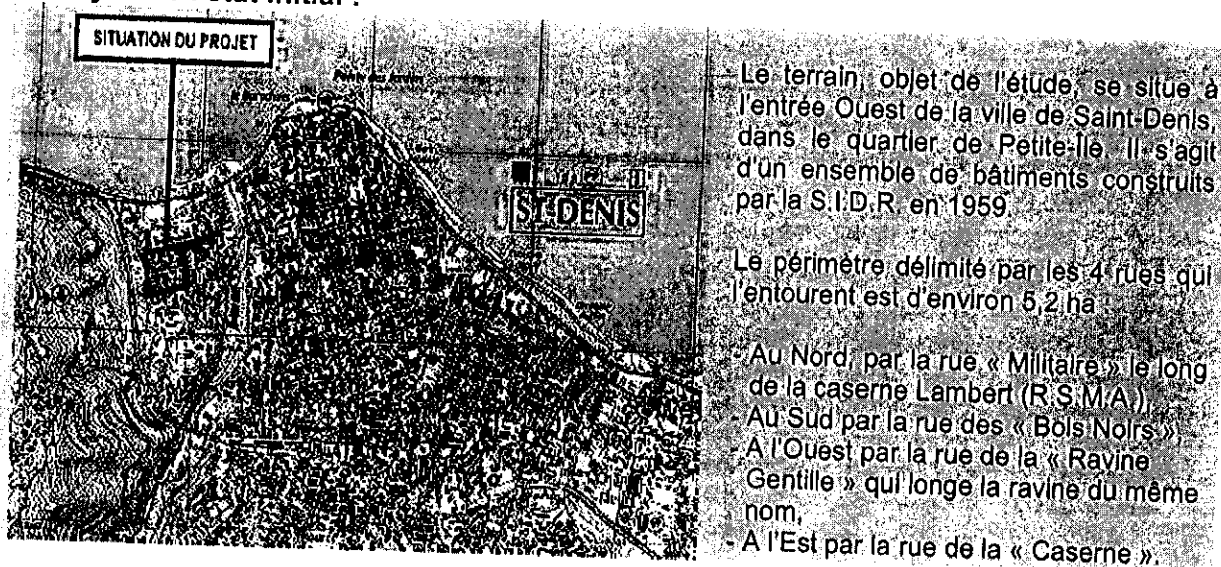 SITUATION DU PROJET
ST-DENIS
Le terrain, objet de l'étude, se situe à
l'entrée Ouest de la ville de Saint-Denis,
dans le quartier de Petite-Ile. Il s'agit
d'un ensemble de bâtiments construits
par la S.I.D.R. en 1959.
Le périmètre délimité par les 4 rues qui
l'entourent est d'environ 5,2 ha
- Au Nord, par la rue « Militaire » le long
de la caserne Lambert (R.S.M.A.),
- Au Sud par la rue des « Bois Noirs »,
- A l'Ouest par la rue de la « Ravine
Gentille » qui longe la ravine du même
nom,
- A l'Est par la rue de la « Caserne ».